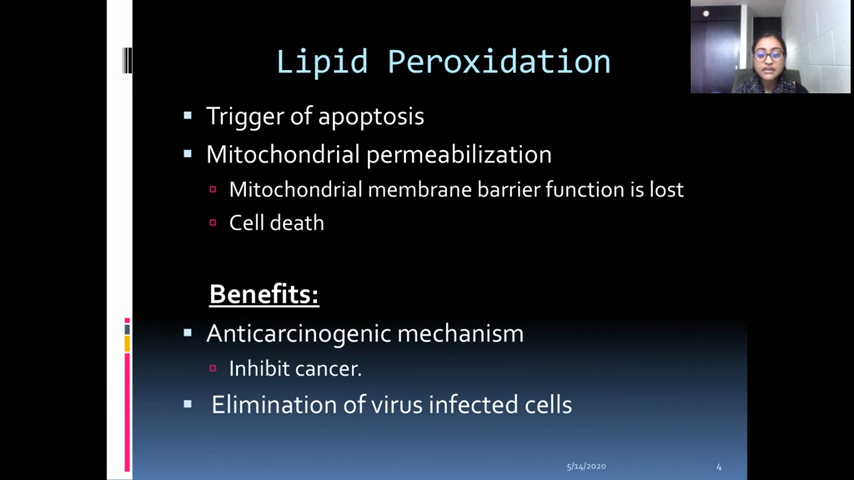 Lipid Peroxidation
Trigger of apoptosis
Mitochondrial permeabilization
Mitochondrial membrane barrier function is lost
Cell death
Benefits:
Anticarcinogenic mechanism
Inhibit cancer.
Elimination of virus infected cells
5/14/2020 4